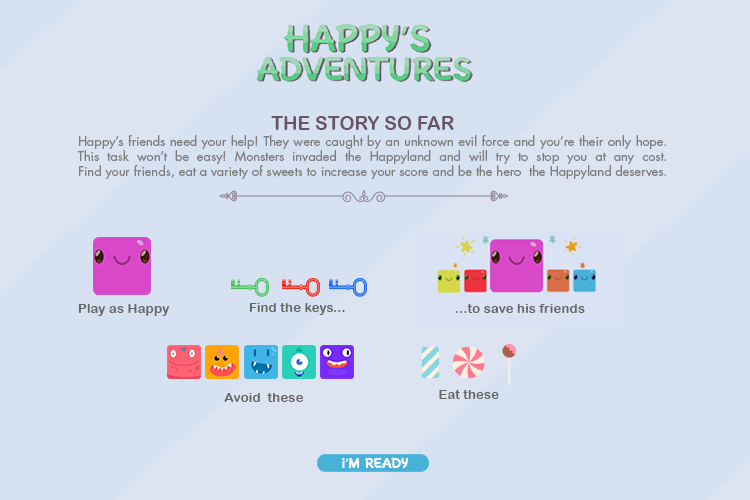 HAPPY'S
ADVENTURES
THE STORY SO FAR
Happy's friends need your help! They were caught by an unknown evil force and you're their only hope.
This task won't be easy! Monsters invaded the Happyland and will try to stop you at any cost.
Find your friends, eat a variety of sweets to increase your score and be the hero the Happyland deserves.
Play as Happy
Find the keys...
...to save his friends
Avoid these
Eat these
i'M READY